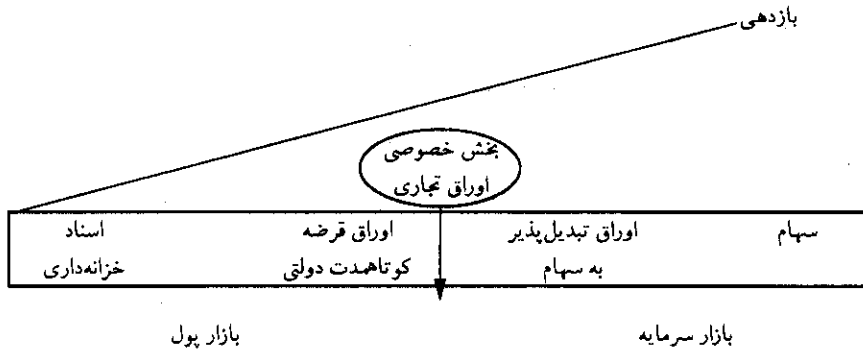 بازدهی
بخش خصوصی
اوراق تجاری
سهام
اوراق تبدیل‌پذیر
به سهام
اوراق قرضه
کوتاهمدت دولتی
اسناد
خزانه‌داری
بازار سرمایه
بازار پول